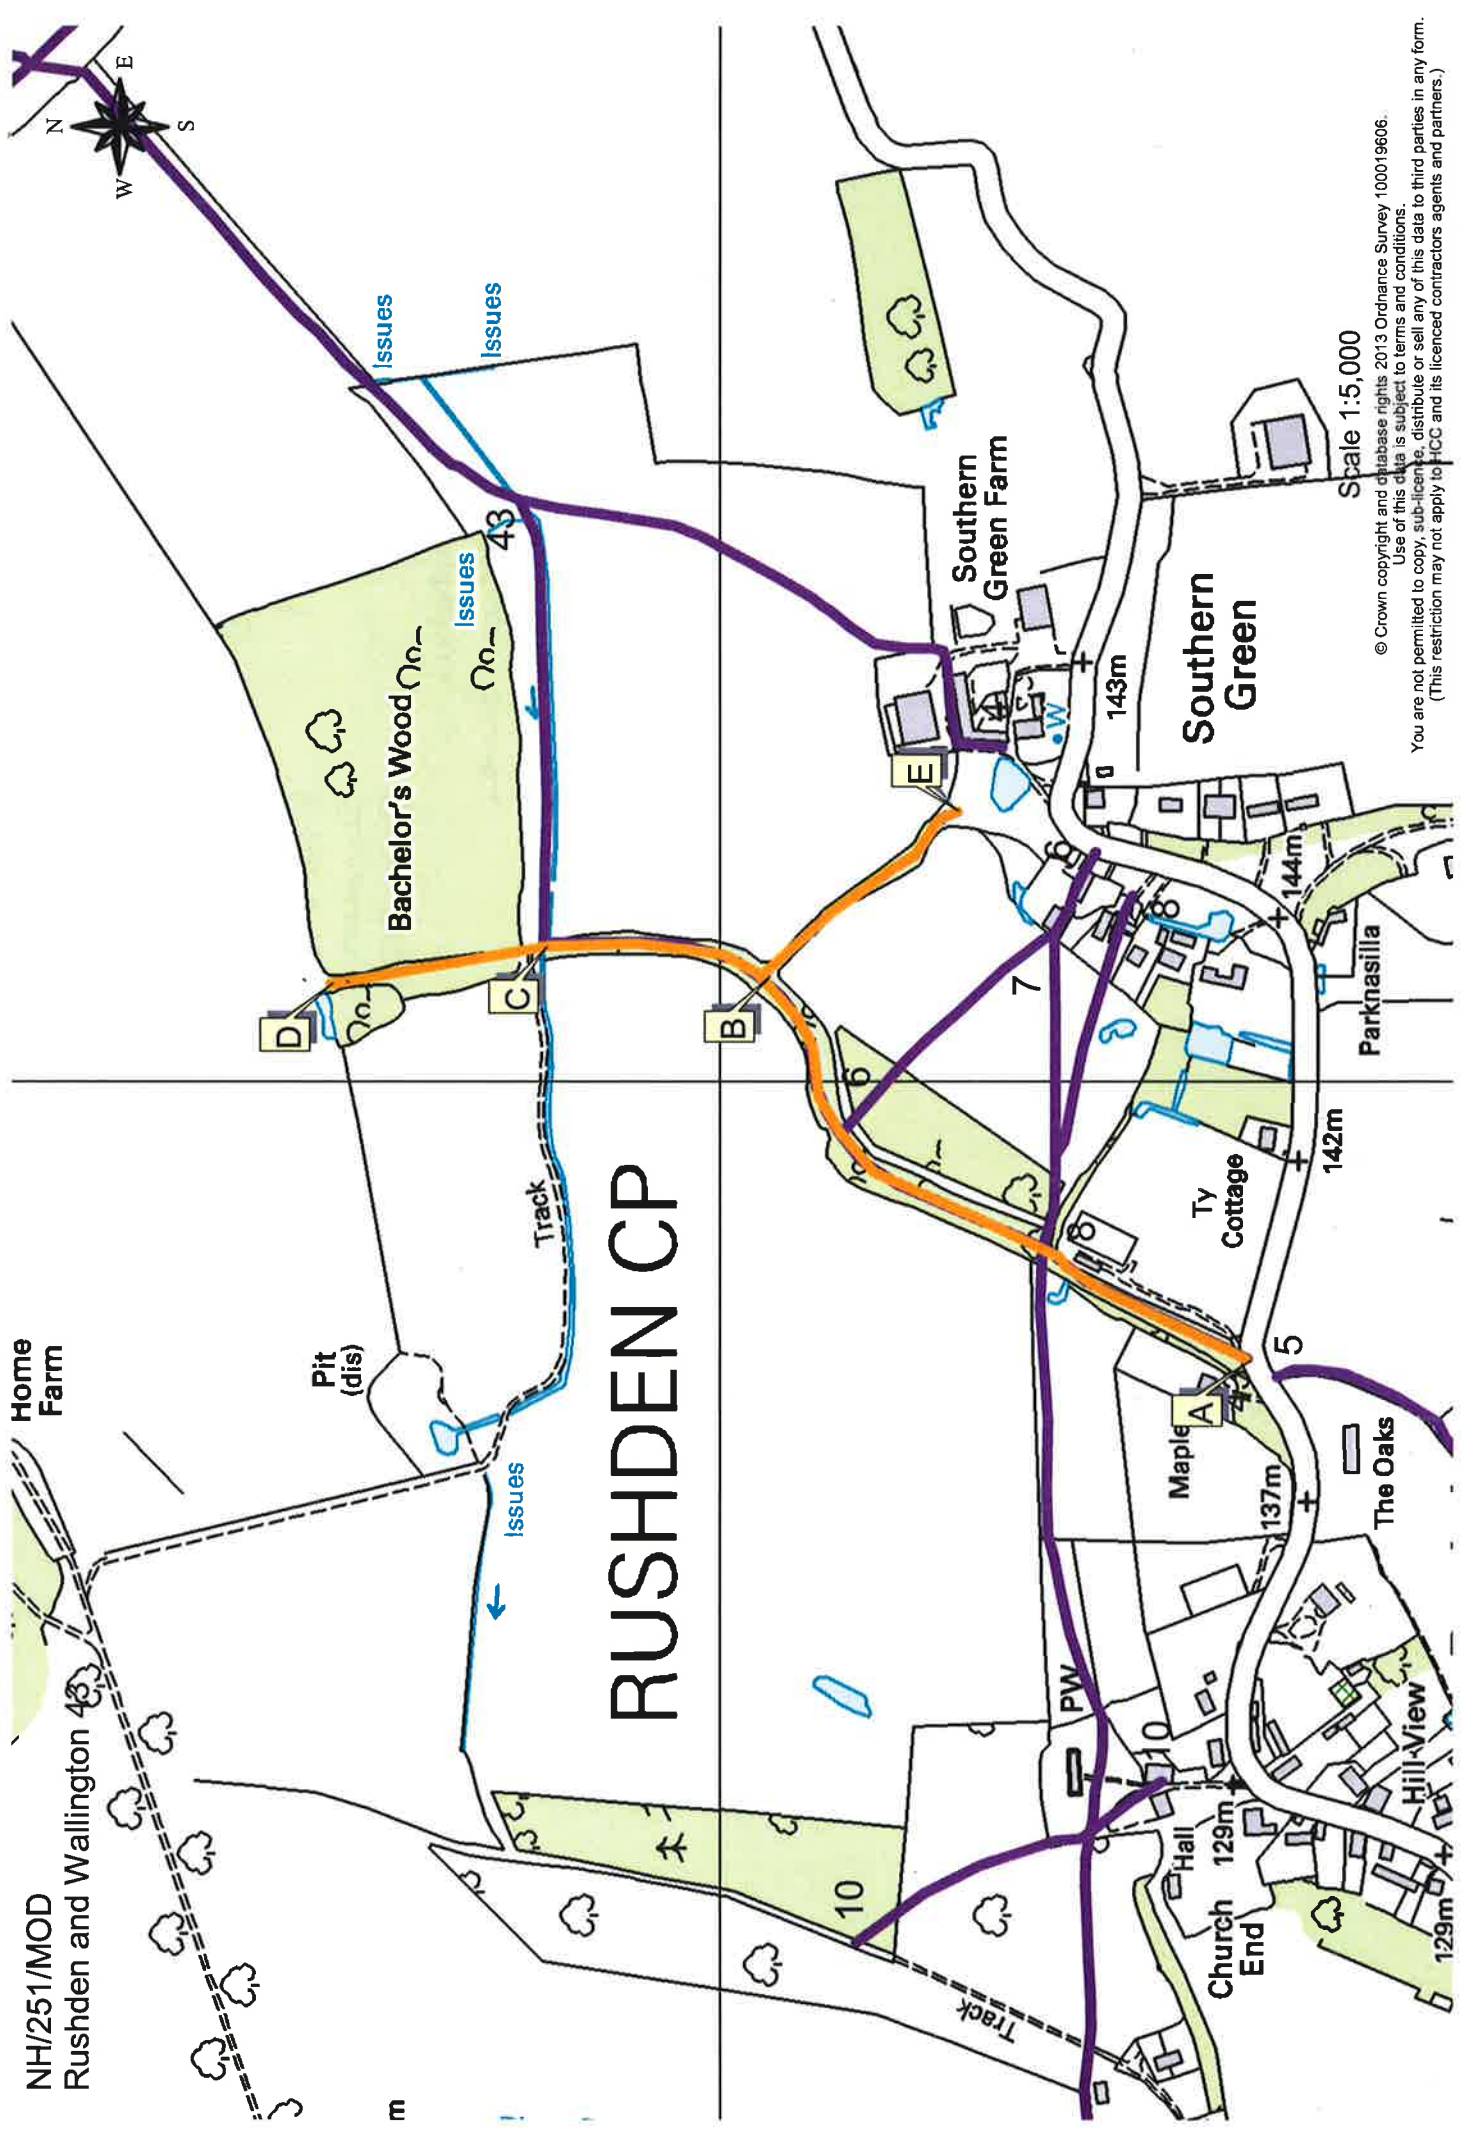 NH/251/MOD
Rushden and Wallington 43
Home
Farm
N
W
E
S
Pit
(dis)
D
Bachelor's Wood
Issues
Issues
Issues
43
C
Track
Issues
RUSHDEN CP
B
6
E
Southern
Green Farm
10
7
W
4
9
8
8
143m
PW
10
Maple
A
43
Ty
Cottage
Southern
Green
Track
Hall
129m
Church
End
137m
5
142m
144m
Parknasilla
The Oaks
Hill View
129m
m
Scale 1:5,000
© Crown copyright and database rights 2013 Ordnance Survey 100019606.
Use of this data is subject to terms and conditions.
You are not permitted to copy, sub-licence, distribute or sell any of this data to third parties in any form.
(This restriction may not apply to HCC and its licenced contractors agents and partners.)